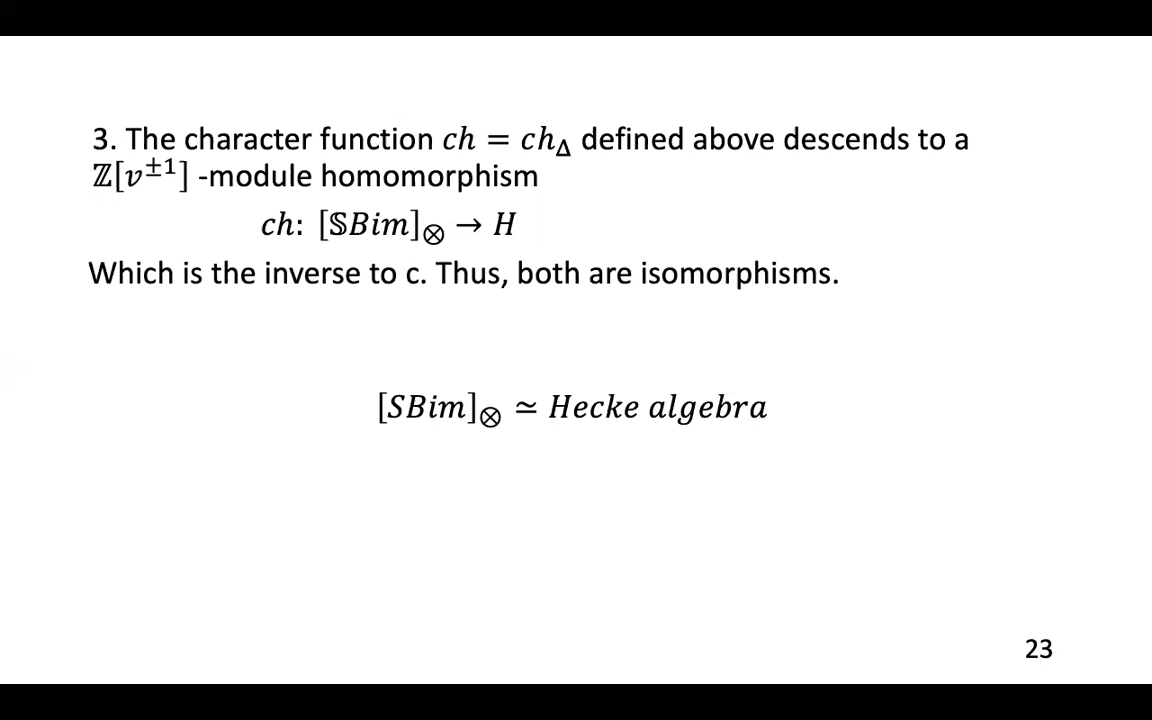 3. The character function 𝑐ℎ = 𝑐ℎ_Δ defined above descends to a
ℤ[𝑣^±1] -module homomorphism
𝑐ℎ: [𝕊𝐵𝑖𝑚]_⊗ → 𝐻
Which is the inverse to c. Thus, both are isomorphisms.
[𝑆𝐵𝑖𝑚]_⊗ ≃ 𝐻𝑒𝑐𝑘𝑒 𝑎𝑙𝑔𝑒𝑏𝑟𝑎
23